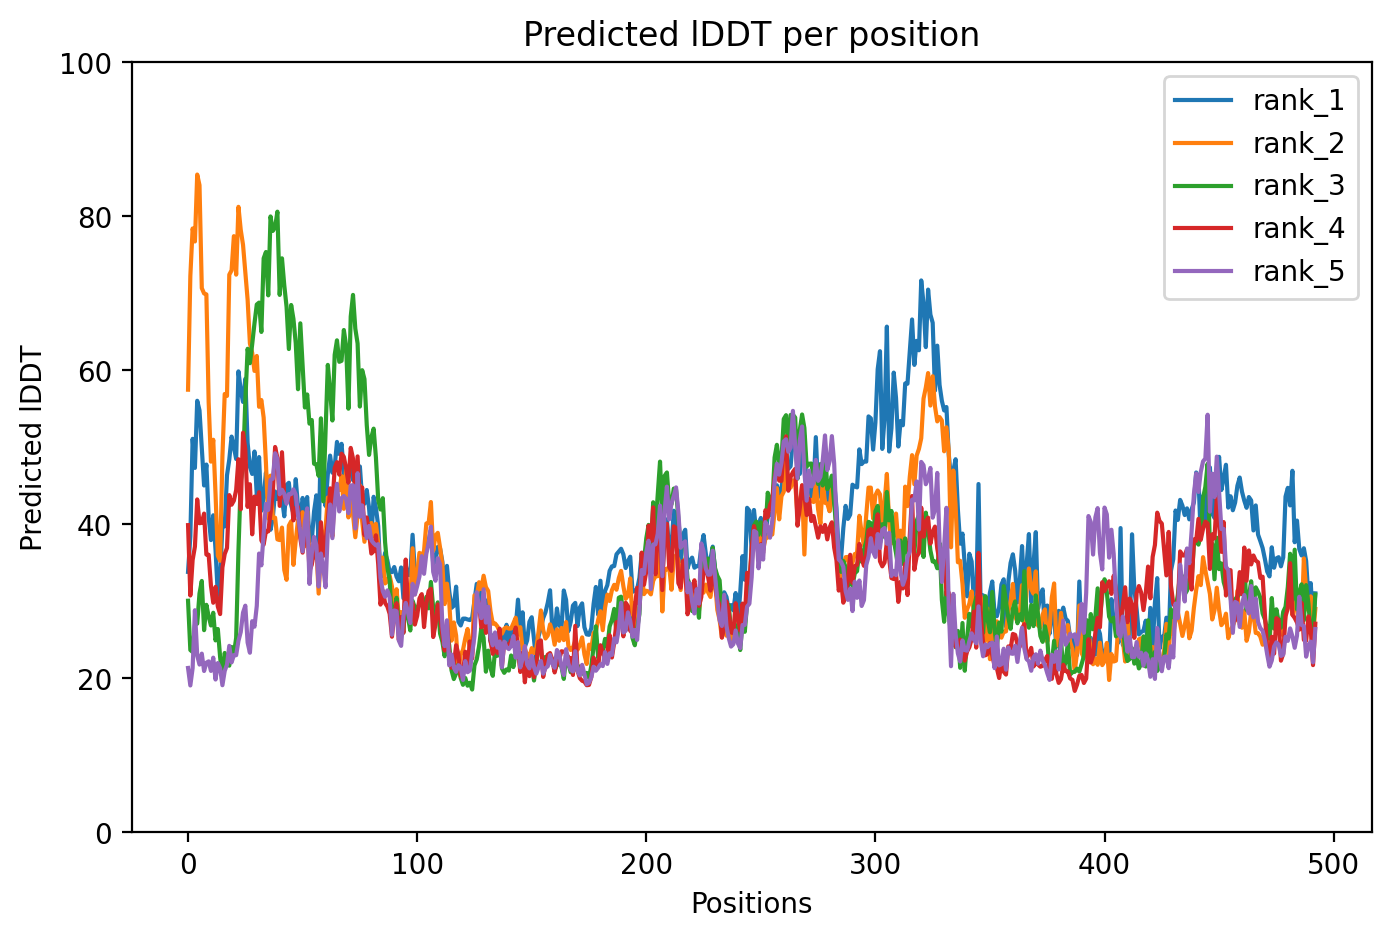 Predicted lDDT per position
100
80
60
40
20
0
Predicted lDDT
rank_1
rank_2
rank_3
rank_4
rank_5
0 100 200 300 400 500
Positions